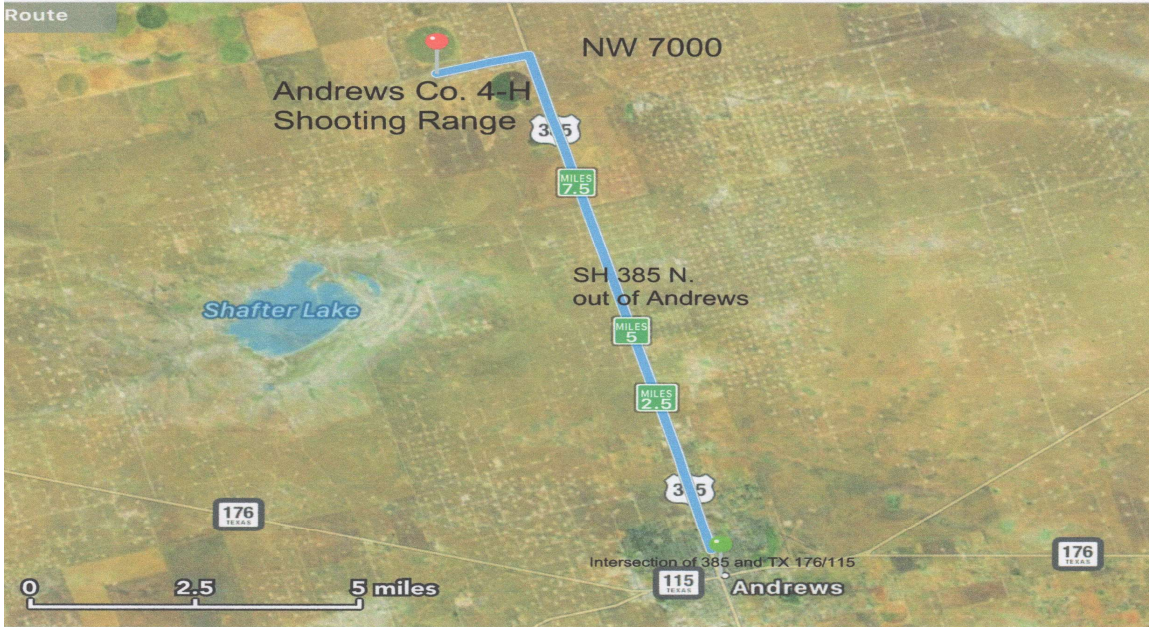 Route
NW 7000
Andrews Co. 4-H
Shooting Range
385
MILES
7.5
SH 385 N.
out of Andrews
Shafter Lake
MILES
5
MILES
2.5
385
176
TEXAS
Intersection of 385 and TX 176/115
176
TEXAS
115
TEXAS
Andrews
0 2.5 5 miles